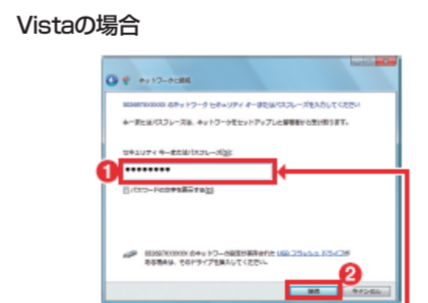 Vistaの場合
ネットワークに接続
のネットワーク セキュリティ キーまたはパスフレーズを入力してください
キーまたはパスフレーズは、ネットワークをセットアップした管理者から受け取ります。
セキュリティ キーまたはパスフレーズ(S):
1
••••••••
パスワードの文字を表示する(D)
のネットワーク設定が保存された USB フラッシュ ドライブが
ある場合は、そのドライブを挿入してください。
2
接続
キャンセル